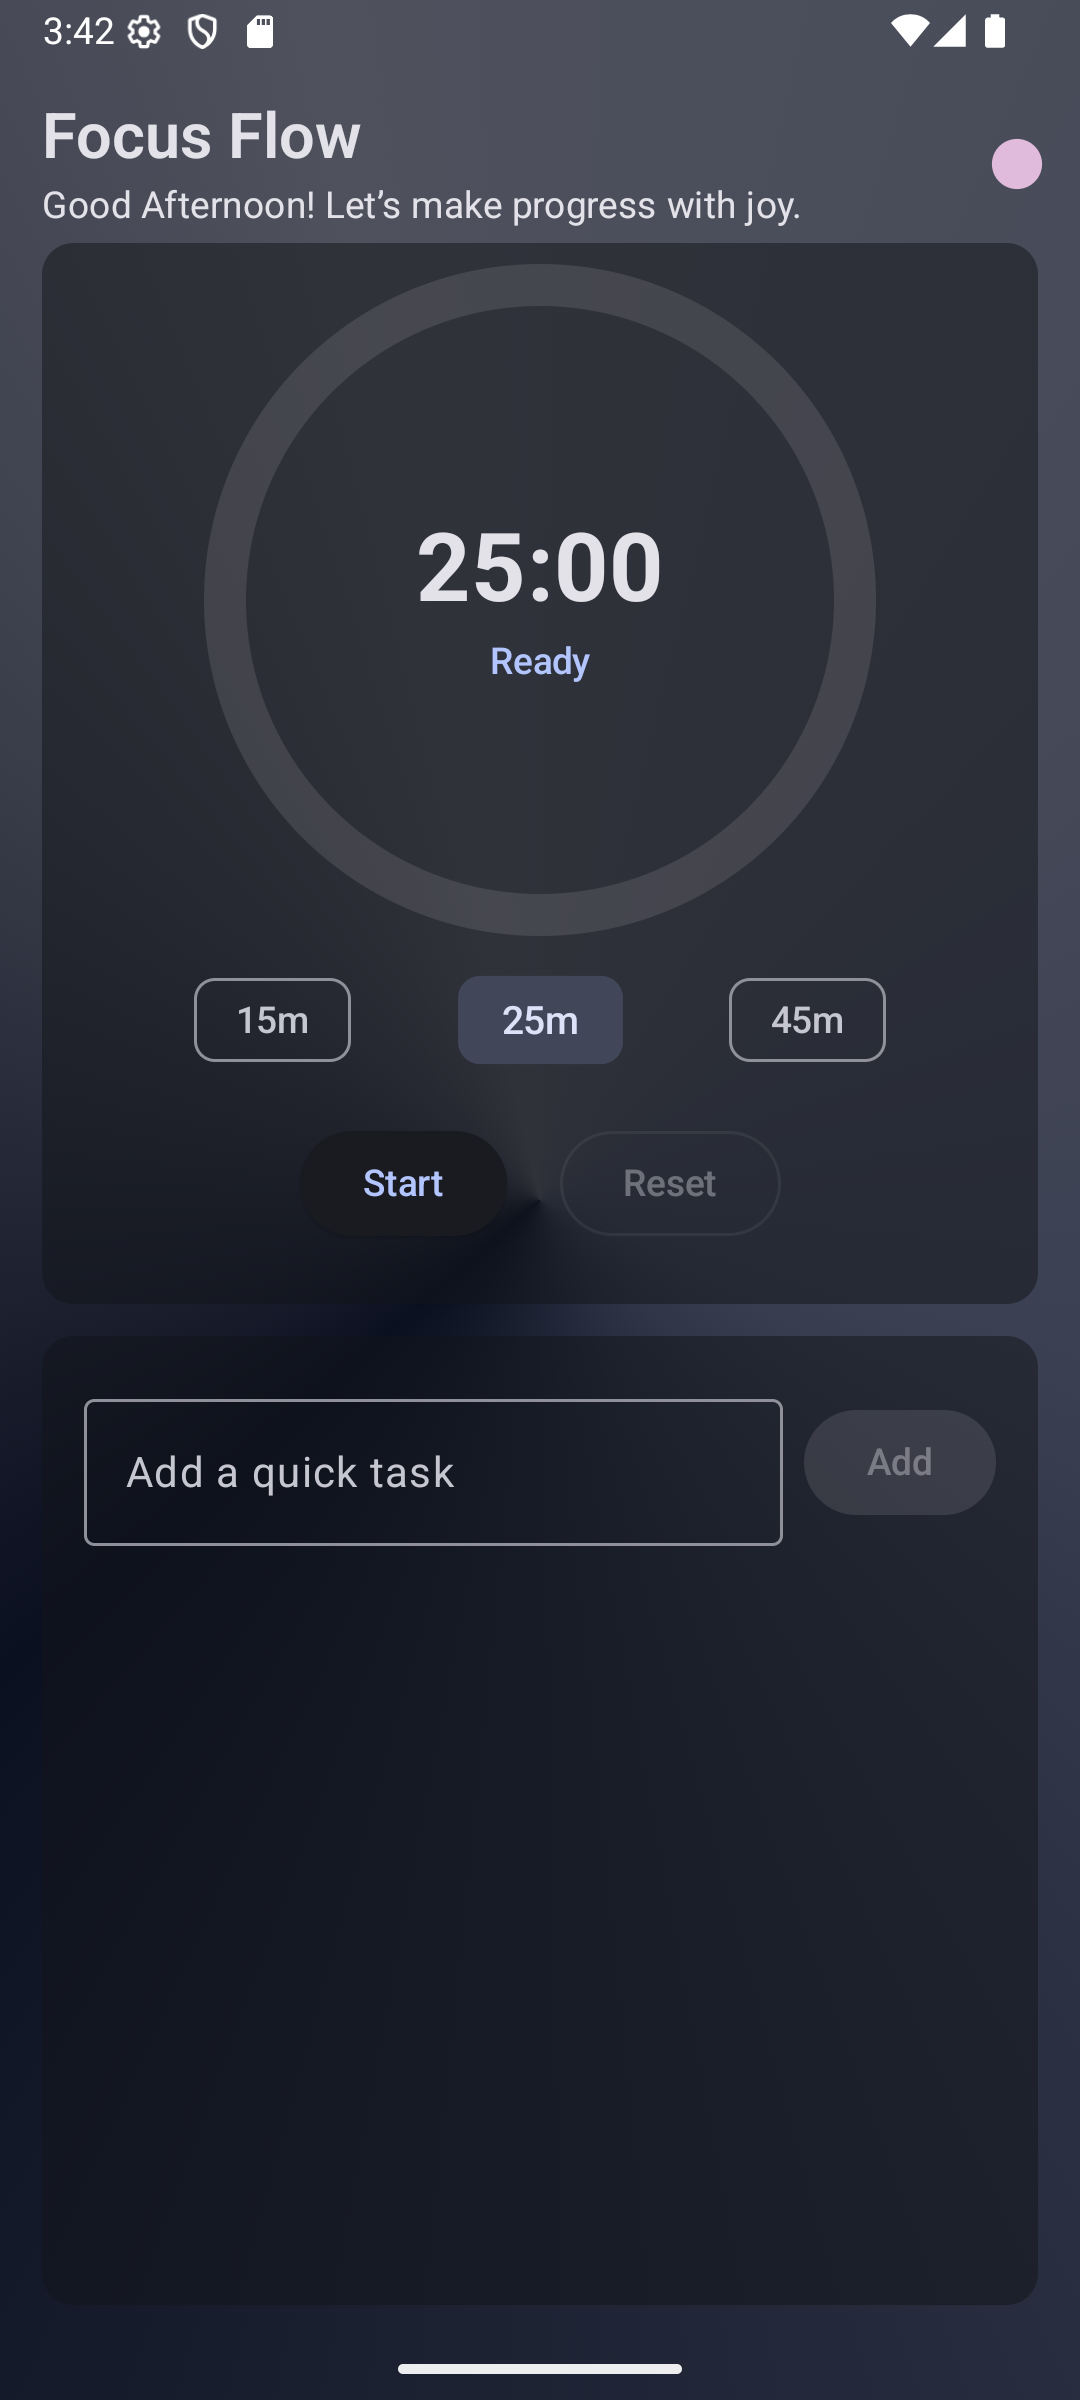 3:42
Focus Flow
Good Afternoon! Let’s make progress with joy.
25:00
Ready
15m 25m 45m
Start Reset
Add a quick task Add